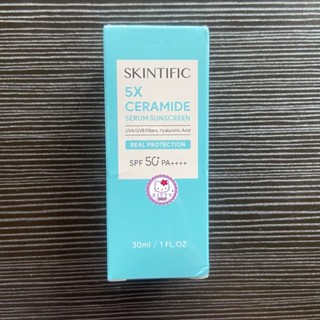 SKINTIFIC
5X
CERAMIDE
SERUM SUNSCREEN
UVA/UVB Filters, Hyaluronic Acid
REAL PROTECTION
SPF 50+ PA++++
KITTY
30ml / 1 FL.OZ